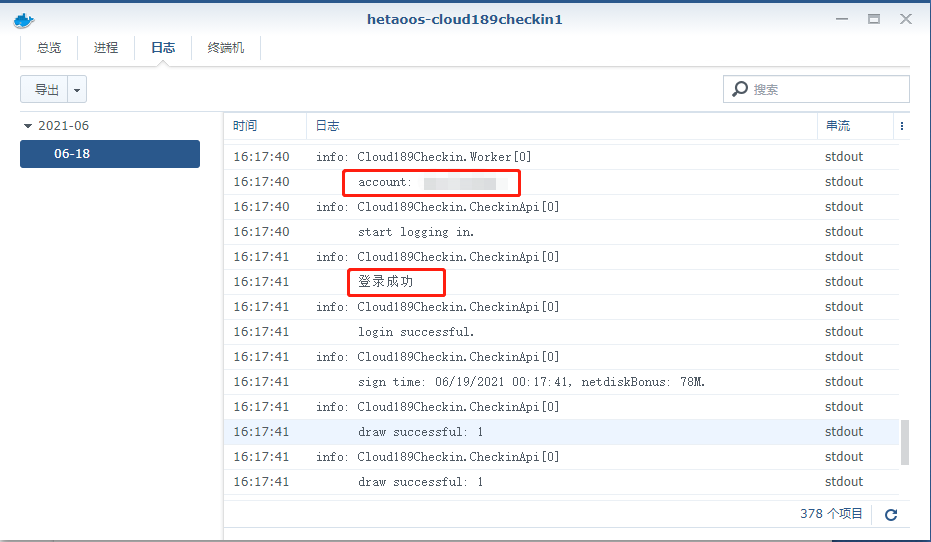 hetaoos-cloud189checkin1
总览 进程 日志 终端机
导出 搜索
2021-06
06-18
时间 日志 串流
16:17:40 info: Cloud189Checkin.Worker[0] stdout
16:17:40 account: stdout
16:17:40 info: Cloud189Checkin.CheckinApi[0] stdout
16:17:40 start logging in. stdout
16:17:41 info: Cloud189Checkin.CheckinApi[0] stdout
16:17:41 登录成功 stdout
16:17:41 info: Cloud189Checkin.CheckinApi[0] stdout
16:17:41 login successful. stdout
16:17:41 info: Cloud189Checkin.CheckinApi[0] stdout
16:17:41 sign time: 06/19/2021 00:17:41, netdiskBonus: 78M. stdout
16:17:41 info: Cloud189Checkin.CheckinApi[0] stdout
16:17:41 draw successful: 1 stdout
16:17:41 info: Cloud189Checkin.CheckinApi[0] stdout
16:17:41 draw successful: 1 stdout
378 个项目